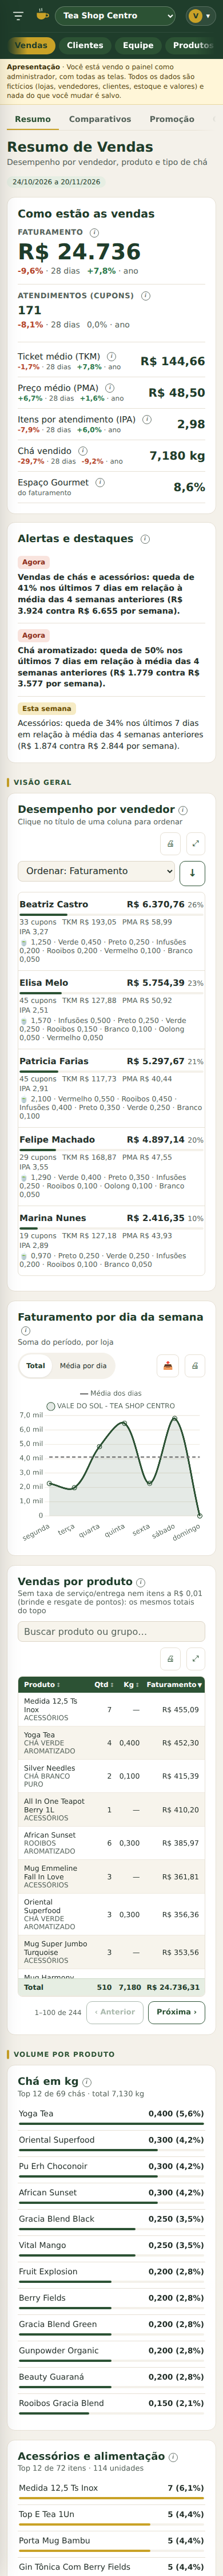 Tea Shop Centro
V
Vendas Clientes Equipe Produtos
Apresentação · Você está vendo o painel como
administrador, com todas as telas. Todos os dados são
fictícios (lojas, vendedores, clientes, estoque e valores) e
nada do que você mudar é salvo.
Resumo Comparativos Promoção
Resumo de Vendas
Desempenho por vendedor, produto e tipo de chá
24/10/2026 a 20/11/2026
Como estão as vendas
FATURAMENTO
R$ 24.736
-9,6% · 28 dias +7,8% · ano
ATENDIMENTOS (CUPONS)
171
-8,1% · 28 dias 0,0% · ano
Ticket médio (TKM)
-1,7% · 28 dias +7,8% · ano
R$ 144,66
Preço médio (PMA)
+6,7% · 28 dias +1,6% · ano
R$ 48,50
Itens por atendimento (IPA)
-7,9% · 28 dias +6,0% · ano
2,98
Chá vendido
-29,7% · 28 dias -9,2% · ano
7,180 kg
Espaço Gourmet
do faturamento
8,6%
Alertas e destaques
Agora
Vendas de chás e acessórios: queda de
41% nos últimos 7 dias em relação à
média das 4 semanas anteriores (R$
3.924 contra R$ 6.655 por semana).
Agora
Chá aromatizado: queda de 50% nos
últimos 7 dias em relação à média das 4
semanas anteriores (R$ 1.779 contra R$
3.577 por semana).
Esta semana
Acessórios: queda de 34% nos últimos 7 dias
em relação à média das 4 semanas anteriores
(R$ 1.874 contra R$ 2.844 por semana).
VISÃO GERAL
Desempenho por vendedor
Clique no título de uma coluna para ordenar
Ordenar: Faturamento
Beatriz Castro R$ 6.370,76 26%
33 cupons TKM R$ 193,05 PMA R$ 58,99
IPA 3,27
1,250 · Verde 0,450 · Preto 0,250 · Infusões
0,200 · Rooibos 0,200 · Vermelho 0,100 · Branco
0,050
Elisa Melo R$ 5.754,39 23%
45 cupons TKM R$ 127,88 PMA R$ 50,92
IPA 2,51
1,570 · Infusões 0,500 · Preto 0,250 · Verde
0,250 · Rooibos 0,150 · Branco 0,100 · Oolong
0,050 · Vermelho 0,050
Patricia Farias R$ 5.297,67 21%
45 cupons TKM R$ 117,73 PMA R$ 40,44
IPA 2,91
2,100 · Vermelho 0,550 · Rooibos 0,450 ·
Infusões 0,400 · Preto 0,350 · Verde 0,250 · Branco
0,100
Felipe Machado R$ 4.897,14 20%
29 cupons TKM R$ 168,87 PMA R$ 47,55
IPA 3,55
1,290 · Verde 0,400 · Preto 0,350 · Infusões
0,250 · Rooibos 0,100 · Oolong 0,100 · Branco
0,050
Marina Nunes R$ 2.416,35 10%
19 cupons TKM R$ 127,18 PMA R$ 43,93
IPA 2,89
0,970 · Preto 0,250 · Verde 0,250 · Infusões
0,200 · Rooibos 0,100 · Branco 0,050
Faturamento por dia da semana
Soma do período, por loja
Total Média por dia
Média dos dias
VALE DO SOL - TEA SHOP CENTRO
7,0 mil
6,0 mil
5,0 mil
4,0 mil
3,0 mil
2,0 mil
1,0 mil
0
segunda terça quarta quinta sexta sábado domingo
Vendas por produto
Sem taxa de serviço/entrega nem itens a R$ 0,01
(brinde e resgate de pontos): os mesmos totais
do topo
Buscar produto ou grupo...
Produto Qtd Kg Faturamento
Medida 12,5 Ts
Inox
ACESSÓRIOS
7 — R$ 455,09
Yoga Tea
CHÁ VERDE
AROMATIZADO
4 0,400 R$ 452,30
Silver Needles
CHÁ BRANCO
PURO
2 0,100 R$ 415,39
All In One Teapot
Berry 1L
ACESSÓRIOS
1 — R$ 410,20
African Sunset
ROOIBOS
AROMATIZADO
6 0,300 R$ 385,97
Mug Emmeline
Fall In Love
ACESSÓRIOS
3 — R$ 361,81
Oriental
Superfood
CHÁ VERDE
AROMATIZADO
3 0,300 R$ 356,36
Mug Super Jumbo
Turquoise
ACESSÓRIOS
3 — R$ 353,56
Mug Harmony
Total 510 7,180 R$ 24.736,31
1–100 de 244 ‹ Anterior Próxima ›
VOLUME POR PRODUTO
Chá em kg
Top 12 de 69 chás · total 7,130 kg
Yoga Tea 0,400 (5,6%)
Oriental Superfood 0,300 (4,2%)
Pu Erh Choconoir 0,300 (4,2%)
African Sunset 0,300 (4,2%)
Gracia Blend Black 0,250 (3,5%)
Vital Mango 0,250 (3,5%)
Fruit Explosion 0,200 (2,8%)
Berry Fields 0,200 (2,8%)
Gracia Blend Green 0,200 (2,8%)
Gunpowder Organic 0,200 (2,8%)
Beauty Guaraná 0,200 (2,8%)
Rooibos Gracia Blend 0,150 (2,1%)
Acessórios e alimentação
Top 12 de 72 itens · 114 unidades
Medida 12,5 Ts Inox 7 (6,1%)
Top E Tea 1Un 5 (4,4%)
Porta Mug Bambu 5 (4,4%)
Gin Tônica Com Berry Fields 5 (4,4%)